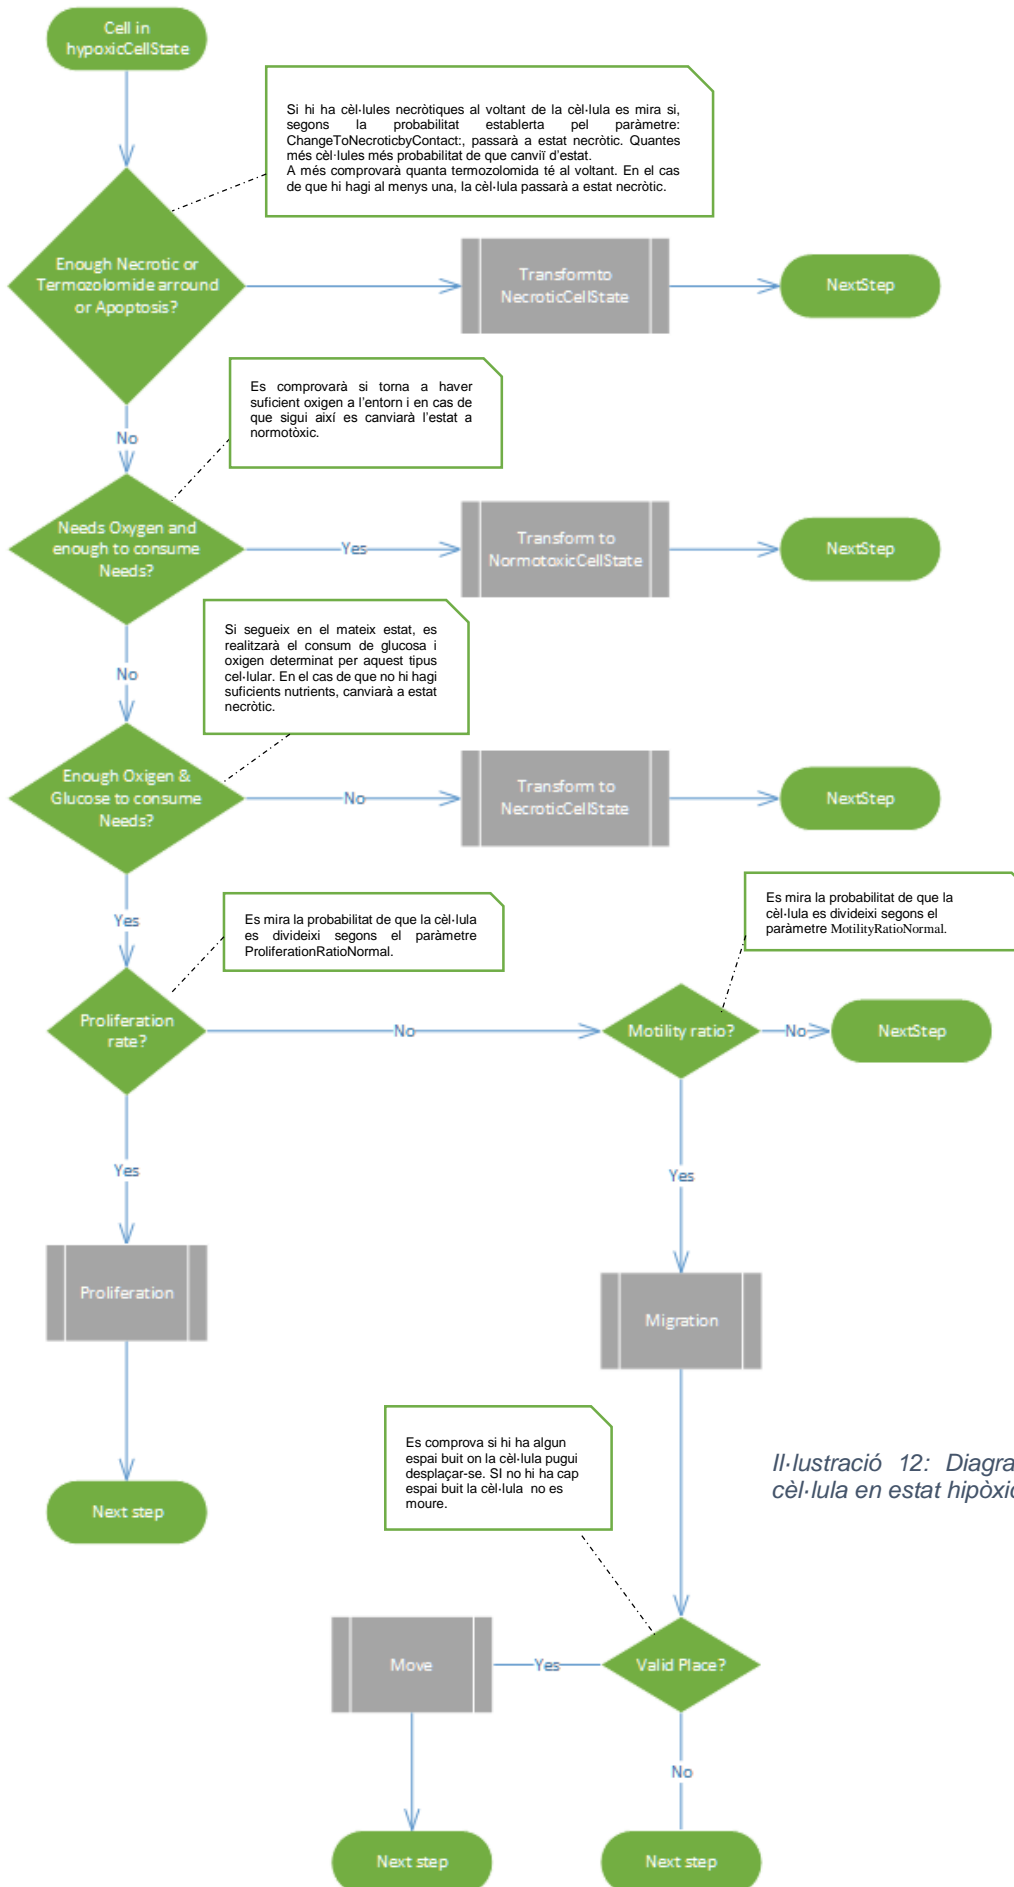 Cell in
hypoxicCellState
Si hi ha cèl·lules necròtiques al voltant de la cèl·lula es mira si,
segons la probabilitat establerta pel paràmetre:
ChangeToNecroticbyContact:, passarà a estat necròtic. Quantes
més cèl·lules més probabilitat de que canviï d'estat.
A més comprovarà quanta termozolomida té al voltant. En el cas
de que hi hagi al menys una, la cèl·lula passarà a estat necròtic.
Enough Necrotic or
Termozolomide arround
or Apoptosis?
Transformto
NecroticCellState
NextStep
Es comprovarà si torna a haver
suficient oxigen a l'entorn i en cas de
que sigui així es canviarà l'estat a
normotòxic.
No
Needs Oxygen and
enough to consume
Needs?
Yes
Transform to
NormotoxicCellState
NextStep
Si segueix en el mateix estat, es
realitzarà el consum de glucosa i
oxigen determinat per aquest tipus
cel·lular. En el cas de que no hi hagi
suficients nutrients, canviarà a estat
necròtic.
No
Enough Oxigen &
Glucose to consume
Needs?
No
Transform to
NecroticCellState
NextStep
Yes
Es mira la probabilitat de que la cèl·lula
es divideixi segons el paràmetre
ProliferationRatioNormal.
Es mira la probabilitat de que la
cèl·lula es divideixi segons el
paràmetre MotilityRatioNormal.
Proliferation
rate?
No
Motility ratio?
No
NextStep
Yes
Yes
Proliferation
Migration
Es comprova si hi ha algun
espai buit on la cèl·lula pugui
desplaçar-se. SI no hi ha cap
espai buit la cèl·lula no es
moure.
Il·lustració 12: Diagra
cèl·lula en estat hipòxic
Next step
Move
Yes
Valid Place?
No
Next step
Next step